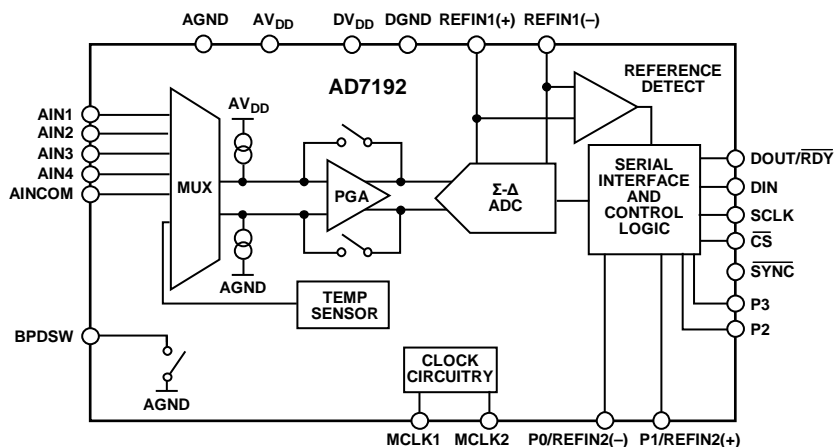 AGND
AVDD
DVDD
DGND
REFIN1(+)
REFIN1(–)
AD7192
REFERENCE
DETECT
AIN1
AIN2
AIN3
AIN4
AINCOM
AVDD
MUX
PGA
Σ-Δ
ADC
SERIAL
INTERFACE
AND
CONTROL
LOGIC
DOUT/RDY
DIN
SCLK
CS
SYNC
P3
P2
AGND
TEMP
SENSOR
BPDSW
AGND
CLOCK
CIRCUITRY
MCLK1
MCLK2
P0/REFIN2(–)
P1/REFIN2(+)